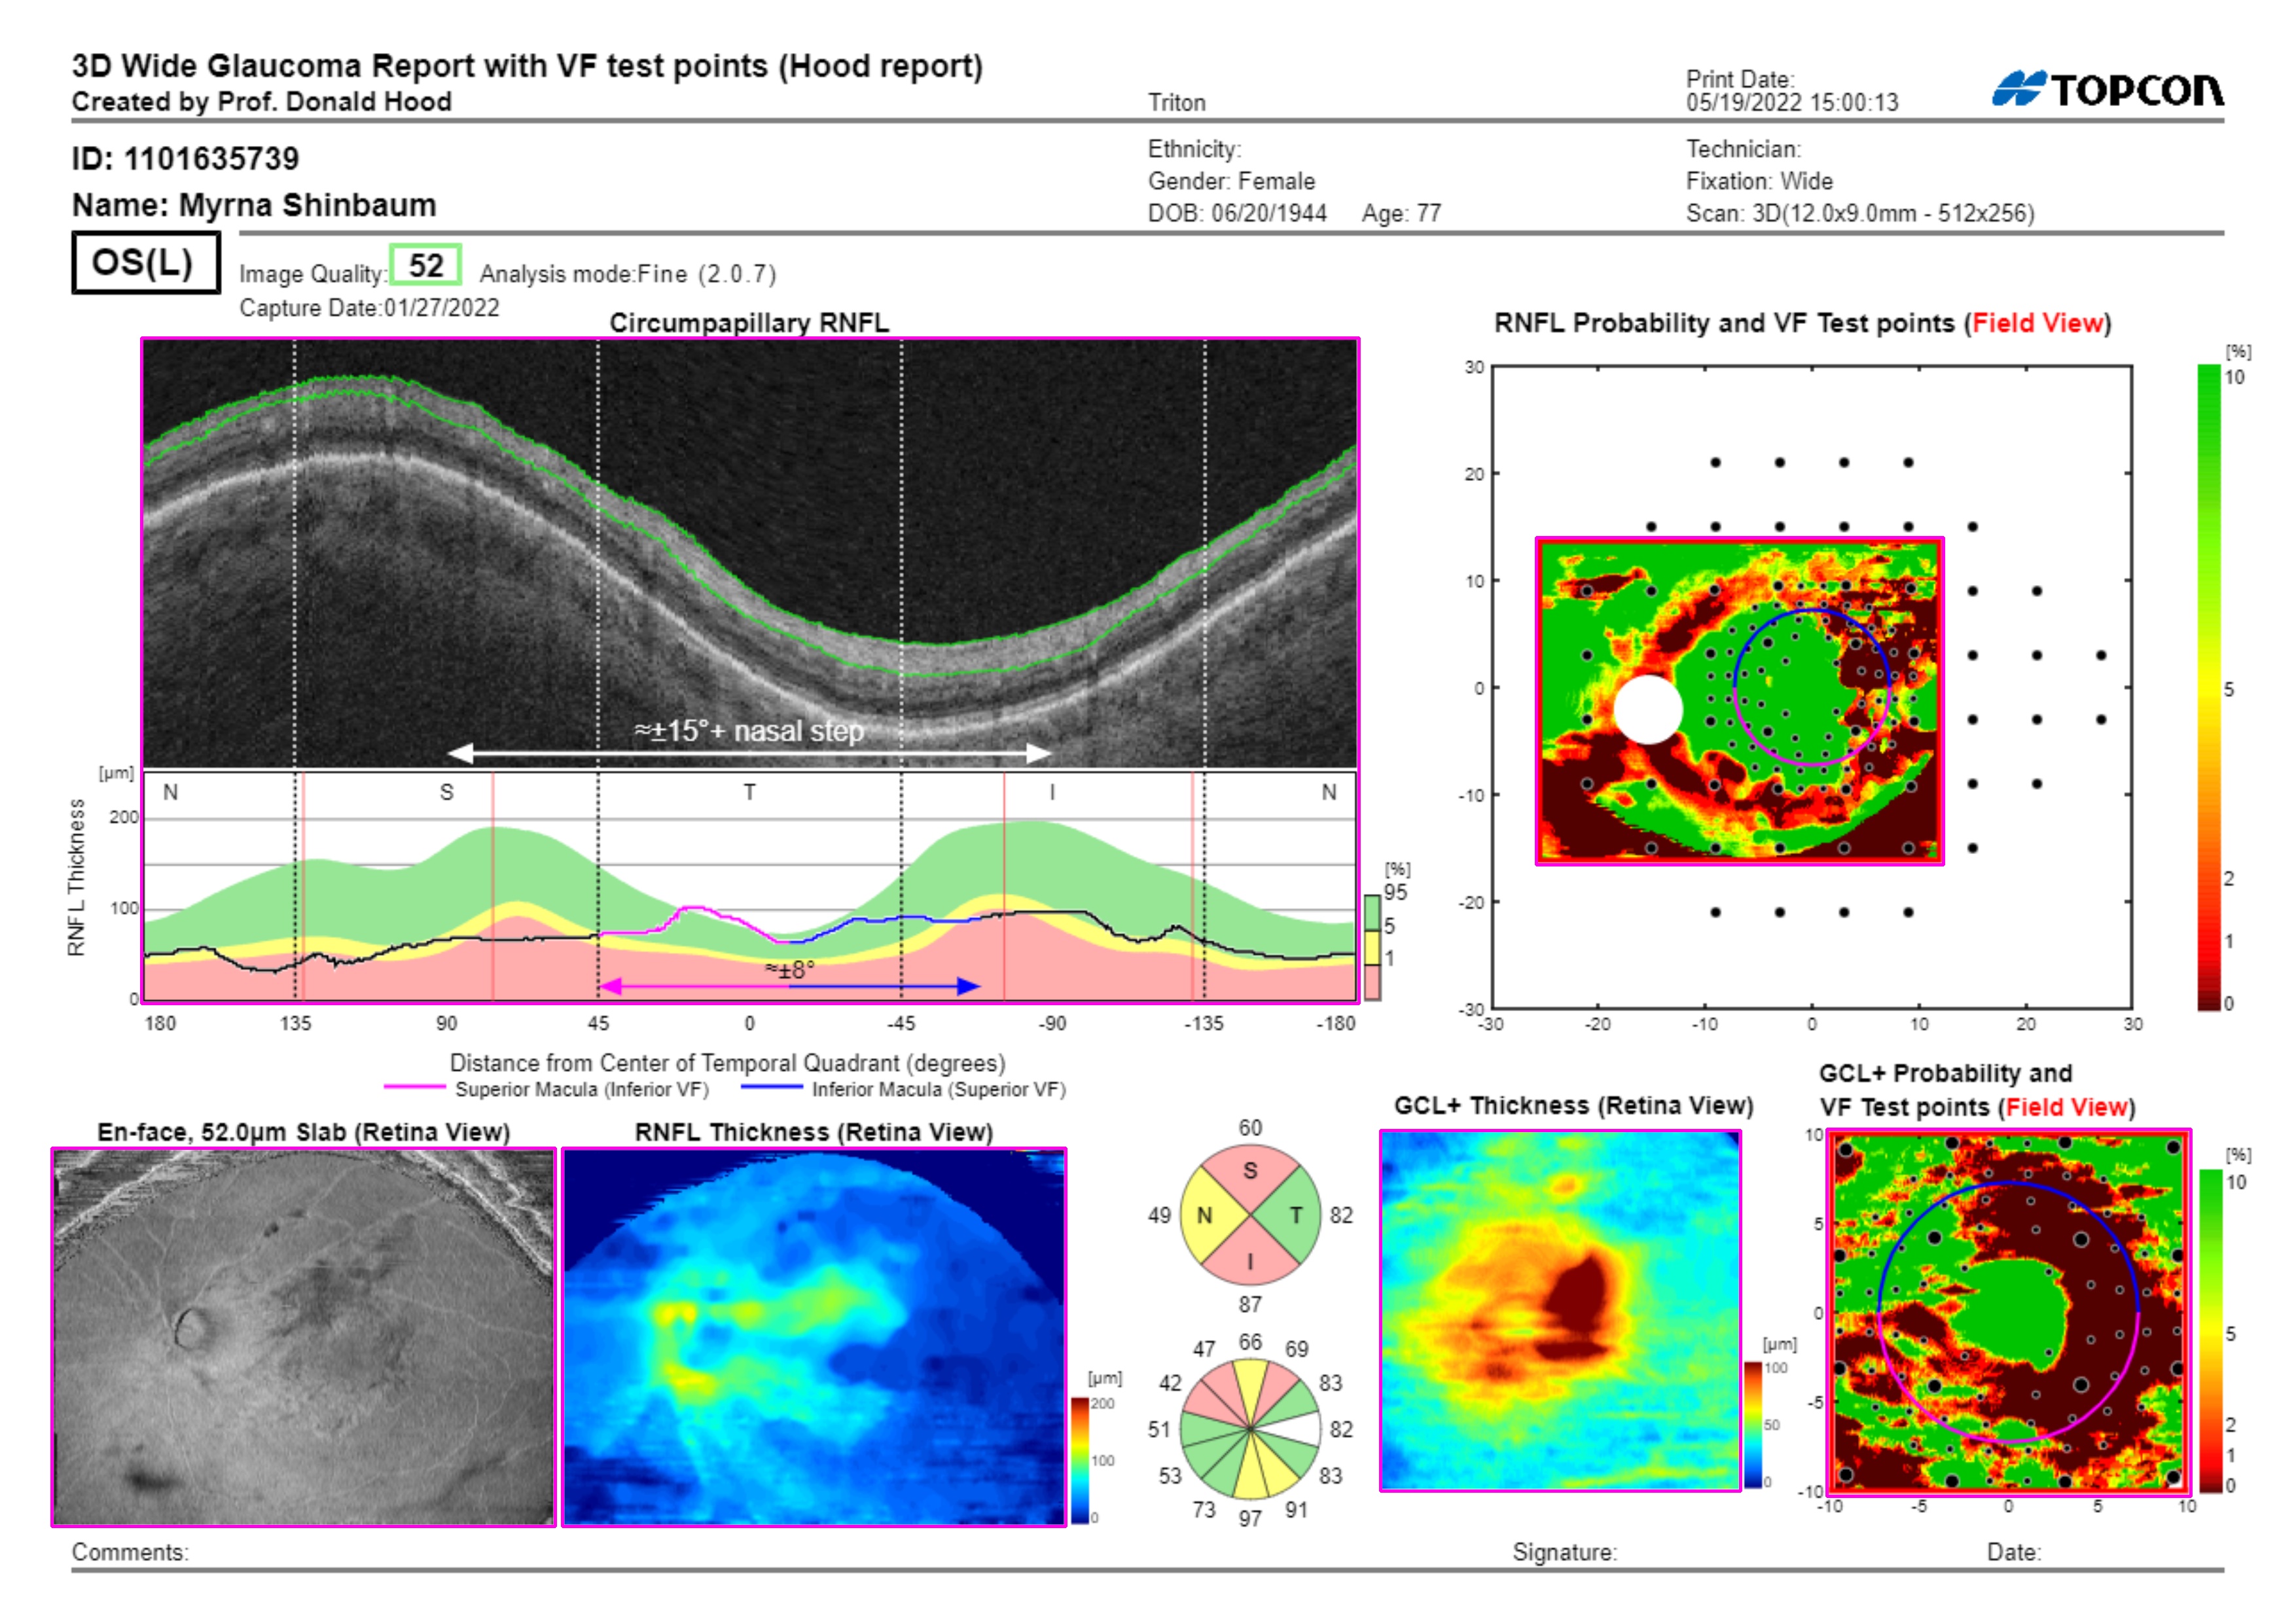 3D Wide Glaucoma Report with VF test points (Hood report)
Created by Prof. Donald Hood
Triton
Print Date:
05/19/2022 15:00:13
TOPCON
ID: 1101635739
Name: Myrna Shinbaum
Ethnicity:
Gender: Female
DOB: 06/20/1944 Age: 77
Technician:
Fixation: Wide
Scan: 3D(12.0x9.0mm - 512x256)
OS(L)
Image Quality: 52 Analysis mode:Fine (2.0.7)
Capture Date:01/27/2022
Circumpapillary RNFL
≈±15°+ nasal step
[µm]
N S T I N
200
100
0
RNFL Thickness
≈±8°
[%]
95
5
1
180 135 90 45 0 -45 -90 -135 -180
Distance from Center of Temporal Quadrant (degrees)
Superior Macula (Inferior VF) Inferior Macula (Superior VF)
RNFL Probability and VF Test points (Field View)
30
20
10
0
-10
-20
-30
-30 -20 -10 0 10 20 30
[%]
10
5
2
1
0
En-face, 52.0µm Slab (Retina View)
RNFL Thickness (Retina View)
[µm]
200
100
0
60
S
49 N T 82
I
87
47 66 69
42 83
51 82
53 83
73 97 91
GCL+ Thickness (Retina View)
[µm]
100
50
0
GCL+ Probability and
VF Test points (Field View)
10
5
0
-5
-10
-10 -5 0 5 10
[%]
10
5
2
1
0
Comments:
Signature:
Date: